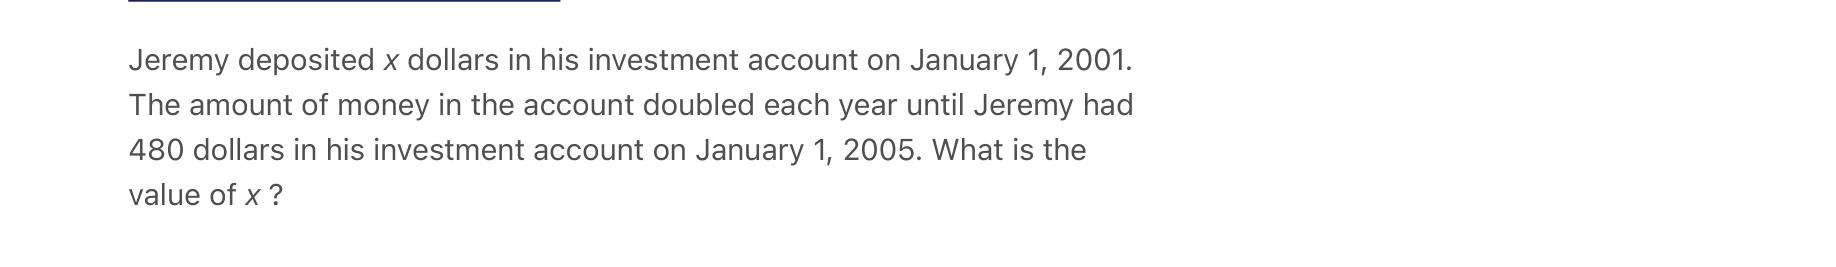 Jeremy deposited x dollars in his investment account on January 1, 2001.
The amount of money in the account doubled each year until Jeremy had
480 dollars in his investment account on January 1, 2005. What is the
value of x ?